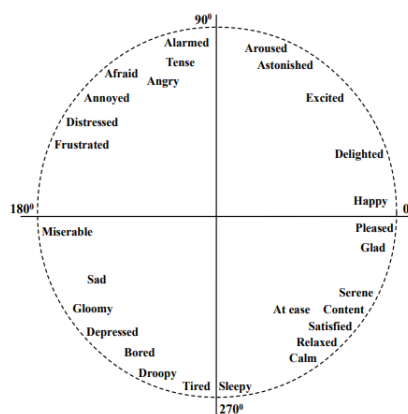 90⁰
Alarmed
Aroused
Tense
Astonished
Afraid
Angry
Annoyed
Excited
Distressed
Frustrated
Delighted
Happy
180⁰
0
Miserable
Pleased
Glad
Sad
Serene
Gloomy
At ease
Content
Depressed
Satisfied
Bored
Relaxed
Calm
Droopy
Tired
Sleepy
270⁰